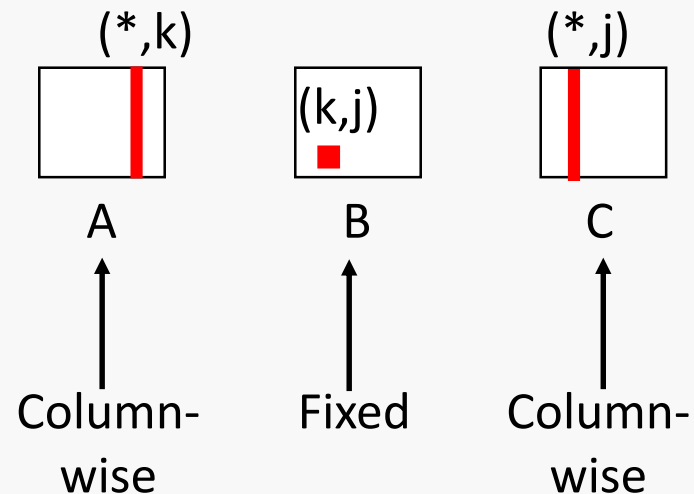 (*,k)
(k,j)
(*,j)
A
B
C
Column-
wise
Fixed
Column-
wise